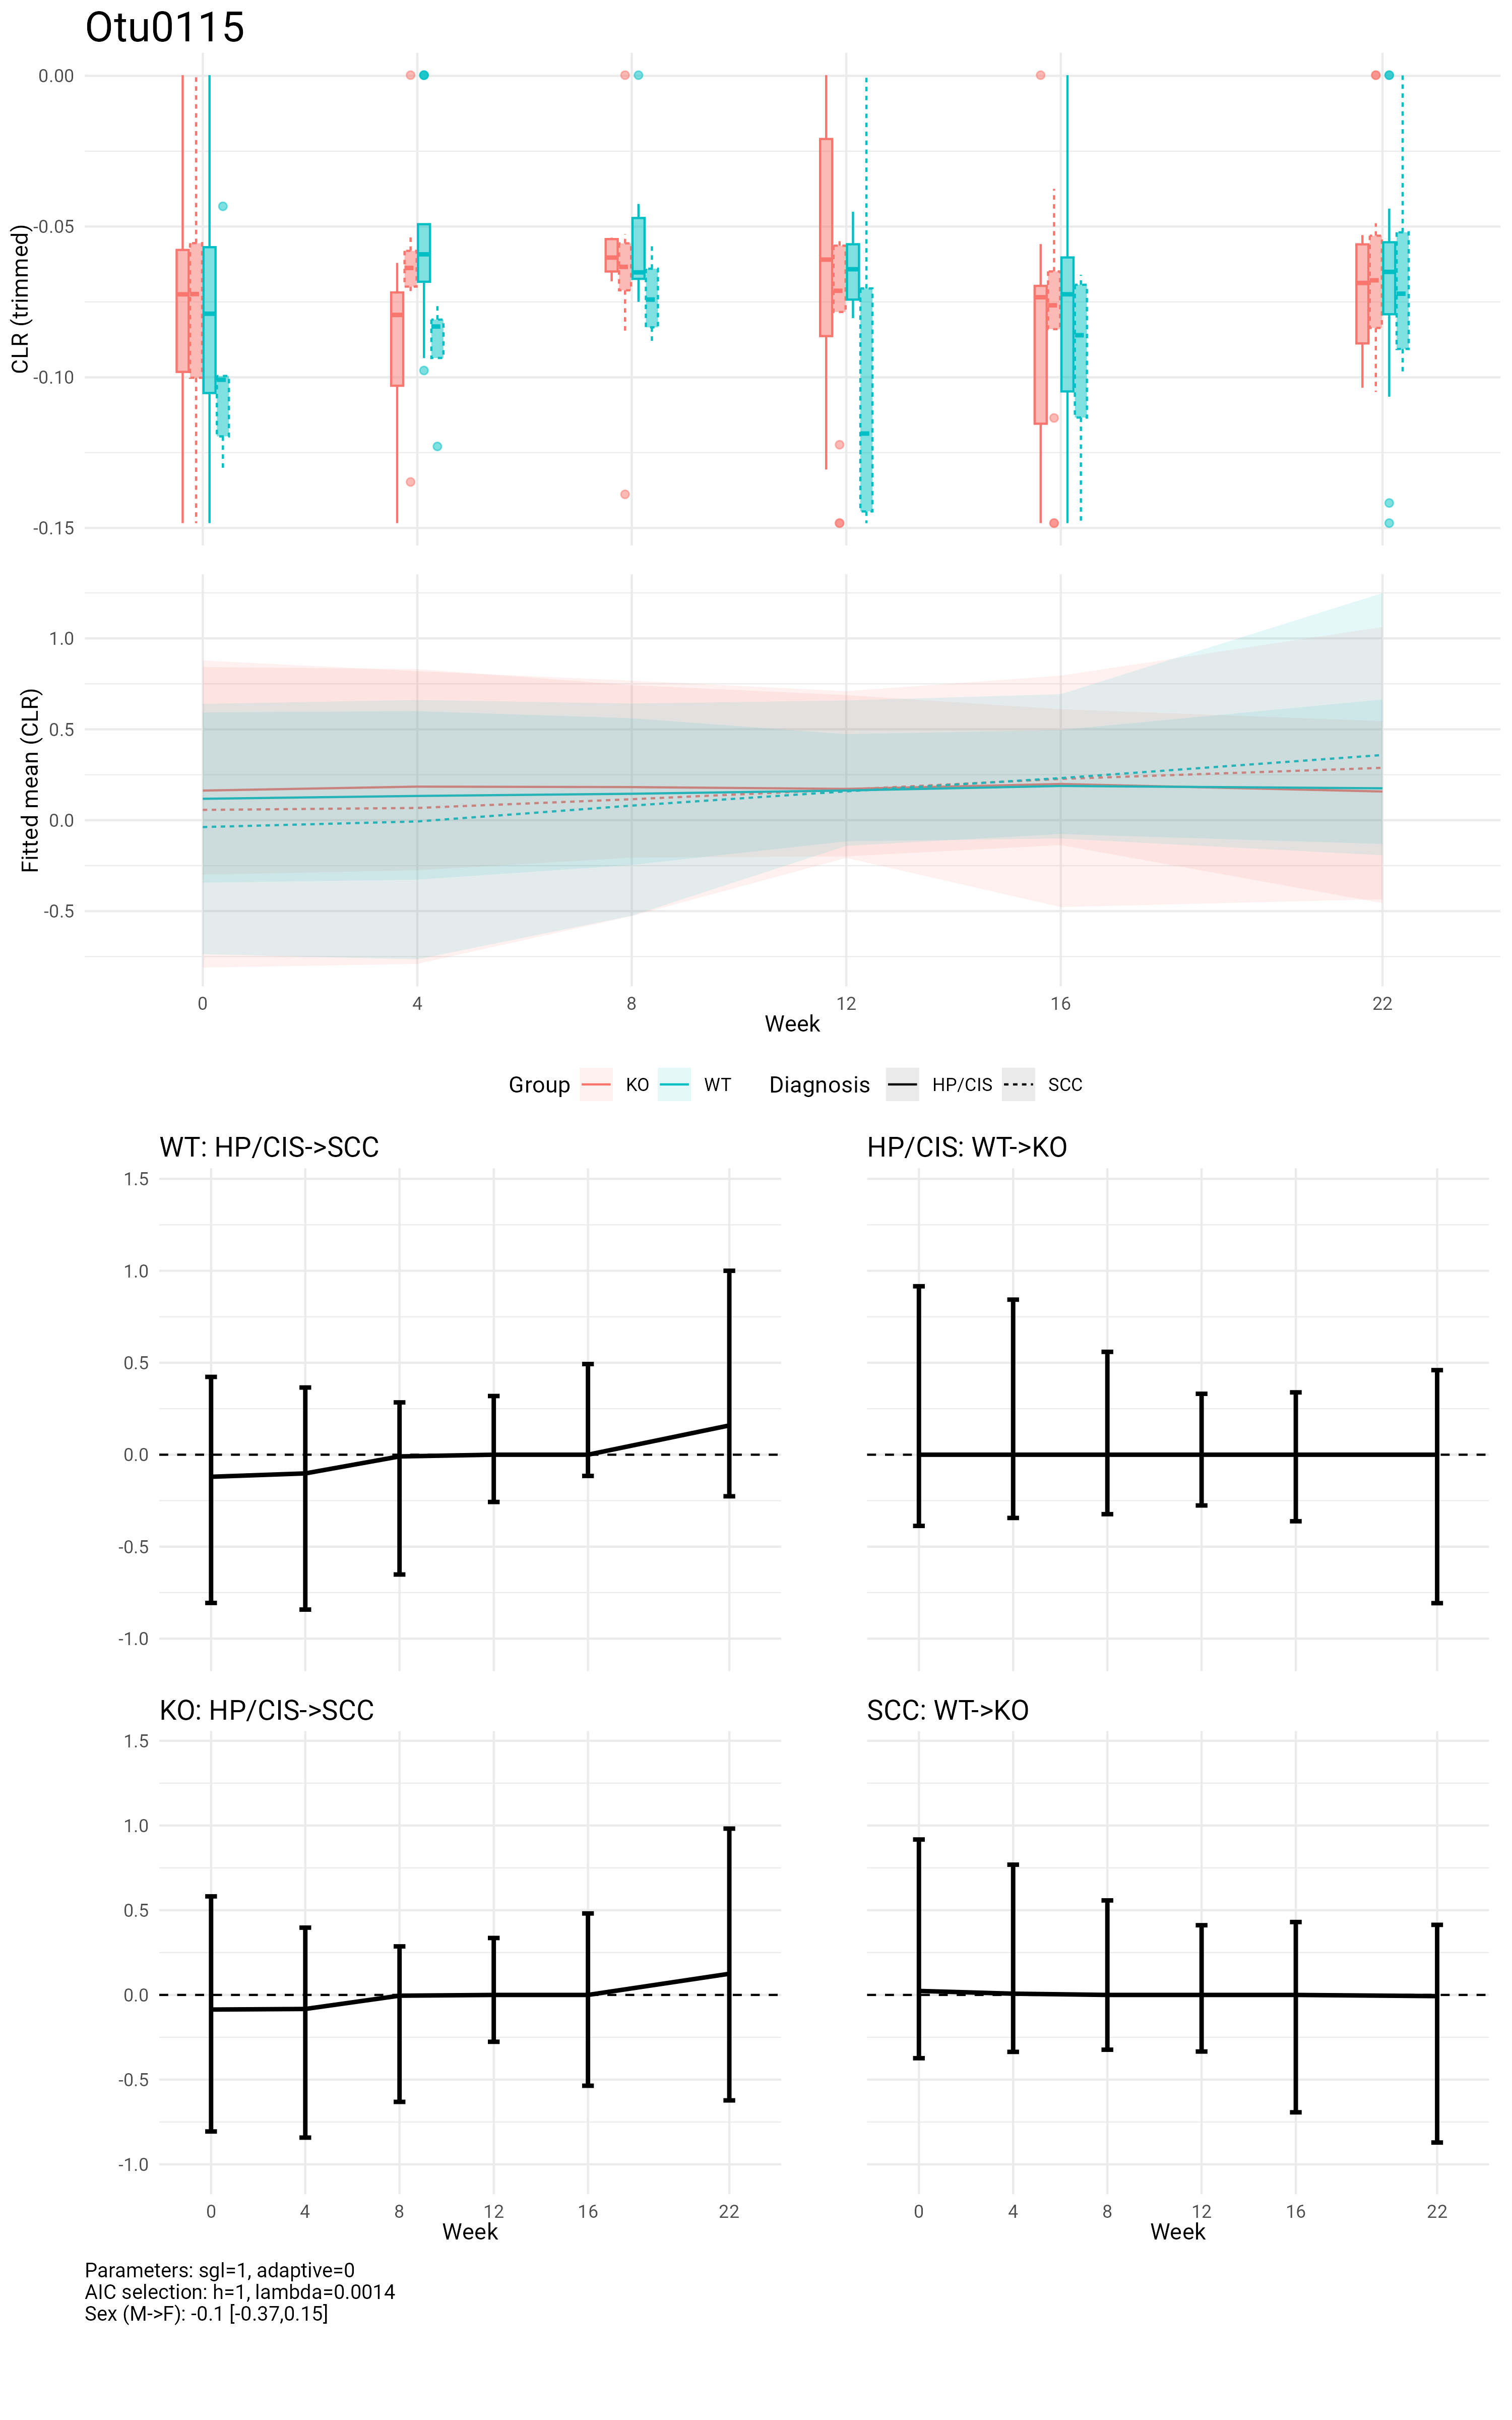 Otu0115
CLR (trimmed)
0.00
-0.05
-0.10
-0.15
Fitted mean (CLR)
1.0
0.5
0.0
-0.5
0 4 8 12 16 22
Week
Group KO WT Diagnosis HP/CIS SCC
WT: HP/CIS->SCC
1.5
1.0
0.5
0.0
-0.5
-1.0
HP/CIS: WT->KO
KO: HP/CIS->SCC
1.5
1.0
0.5
0.0
-0.5
-1.0
0 4 8 12 16 22
Week
SCC: WT->KO
0 4 8 12 16 22
Week
Parameters: sgl=1, adaptive=0
AIC selection: h=1, lambda=0.0014
Sex (M->F): -0.1 [-0.37,0.15]